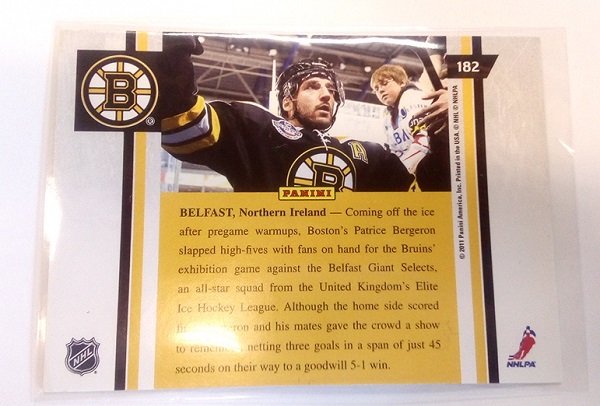 182
B
A
PANINI
BELFAST, Northern Ireland — Coming off the ice
after pregame warmups, Boston's Patrice Bergeron
slapped high-fives with fans on hand for the Bruins'
exhibition game against the Belfast Giant Selects,
an all-star squad from the United Kingdom's Elite
Ice Hockey League. Although the home side scored
and his mates gave the crowd a show
to netting three goals in a span of just 45
seconds on their way to a goodwill 5-1 win.
© 2011 Panini America, Inc. Printed in the USA. © NHL © NHLPA
NHL
NHLPA